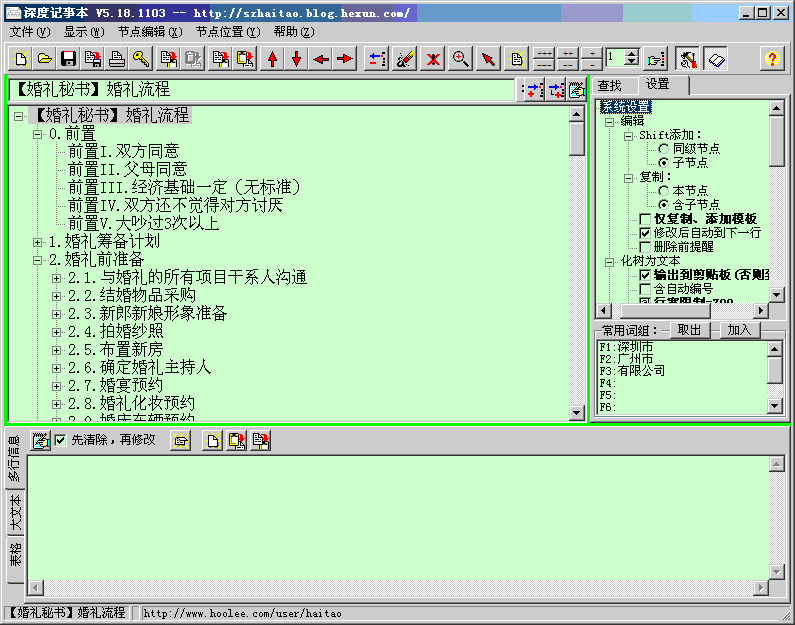 深度记事本 V5.18.1103 -- http://szhaitao.blog.hexun.com/
文件(V) 显示(W) 节点编辑(X) 节点位置(Y) 帮助(Z)
1
【婚礼秘书】婚礼流程
查找 设置
【婚礼秘书】婚礼流程
0.前置
前置I.双方同意
前置II.父母同意
前置III.经济基础一定（无标准）
前置IV.双方还不觉得对方讨厌
前置V.大吵过3次以上
1.婚礼筹备计划
2.婚礼前准备
2.1.与婚礼的所有项目干系人沟通
2.2.结婚物品采购
2.3.新郎新娘形象准备
2.4.拍婚纱照
2.5.布置新房
2.6.确定婚礼主持人
2.7.婚宴预约
2.8.婚礼化妆预约
2.9.婚庆车辆预约
系统设置
编辑
Shift添加：
同级节点
子节点
复制：
本节点
含子节点
仅复制、添加模板
修改后自动到下一行
删除前提醒
化树为文本
输出到剪贴板(否则到
含自动编号
行宽限制=700
常用词组： 取出 加入
F1:深圳市
F2:广州市
F3:有限公司
F4:
F5:
F6:
多行信息
大文本
表格
先清除，再修改
【婚礼秘书】婚礼流程 http://www.hoolee.com/user/haitao